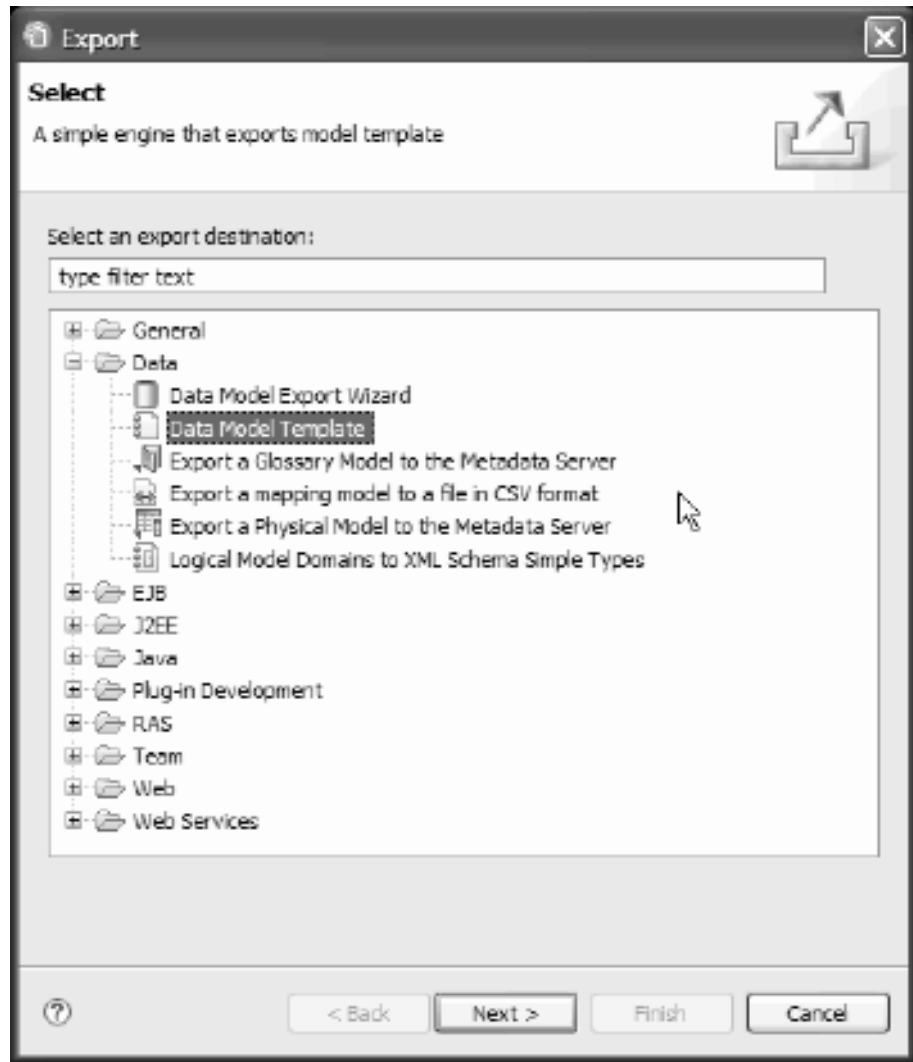 Export
Select
A simple engine that exports model template
Select an export destination:
type filter text
General
Data
Data Model Export Wizard
Data Model Template
Export a Glossary Model to the Metadata Server
Export a mapping model to a file in CSV format
Export a Physical Model to the Metadata Server
Logical Model Domains to XML Schema Simple Types
EJB
J2EE
Java
Plug-in Development
RAS
Team
Web
Web Services
?
< Back Next > Finish Cancel